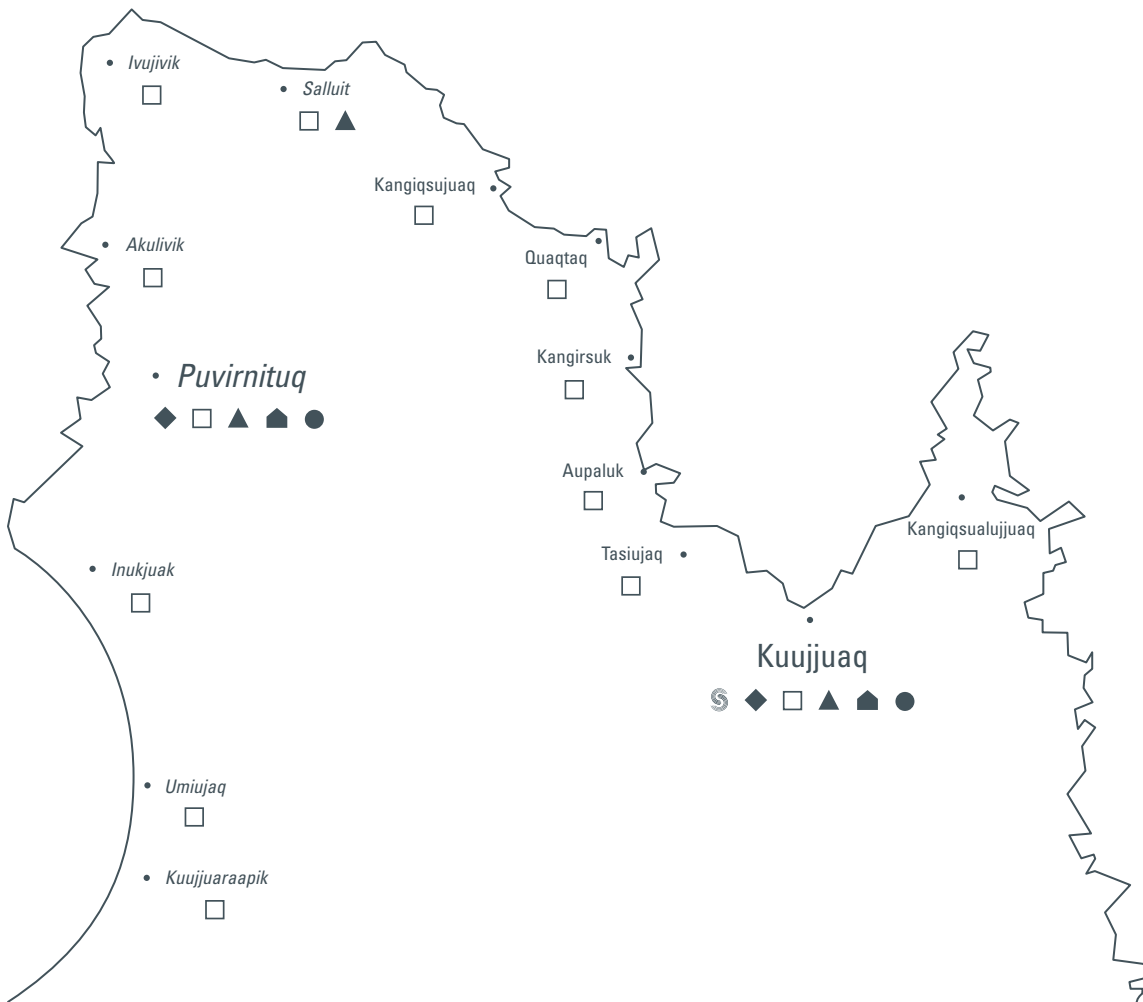 Ivujivik
Salluit
Kangiqsujuaq
Akulivik
Quaqtaq
Kangirsuk
Puvirnituq
Aupaluk
Kangiqsualujjuaq
Tasiujaq
Inukjuak
Kuujjuaq
Umiujaq
Kuujjuaraapik